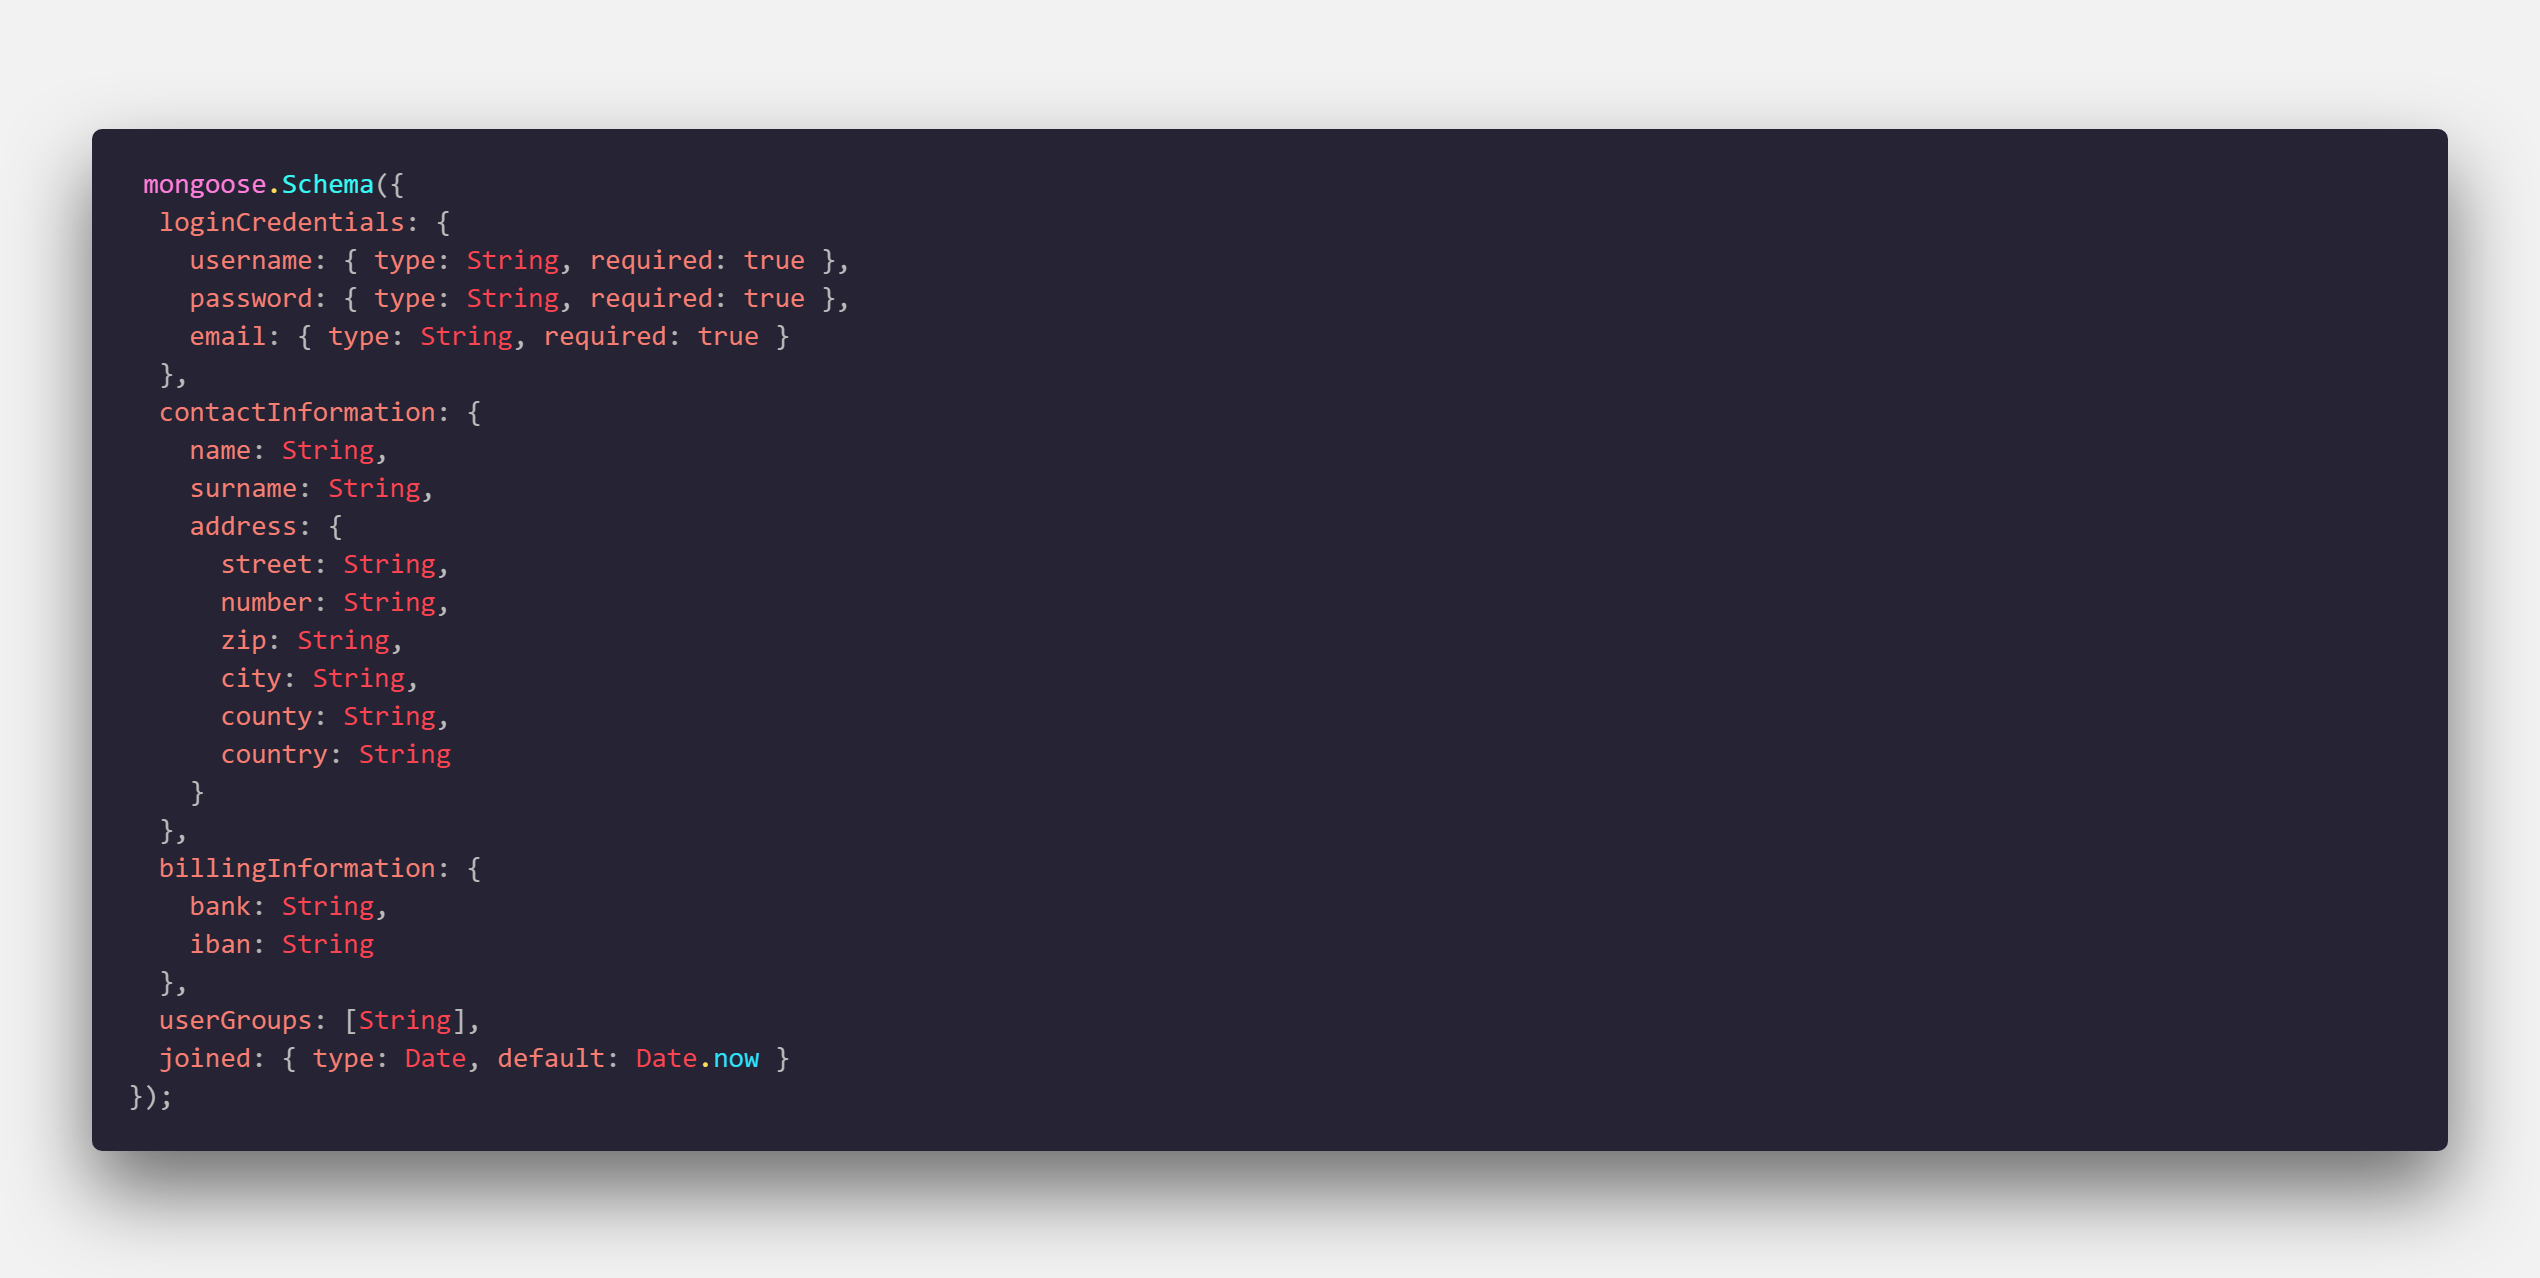 mongoose.Schema({
loginCredentials: {
username: { type: String, required: true },
password: { type: String, required: true },
email: { type: String, required: true }
},
contactInformation: {
name: String,
surname: String,
address: {
street: String,
number: String,
zip: String,
city: String,
county: String,
country: String
}
},
billingInformation: {
bank: String,
iban: String
},
userGroups: [String],
joined: { type: Date, default: Date.now }
});